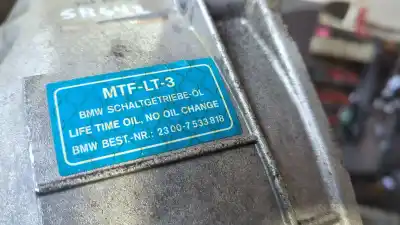 MTF-LT-3
BMW SCHALTGETRIEBE-ÖL
LIFE TIME OIL, NO OIL CHANGE
BMW BEST.-NR.: 23 00-7 533 818